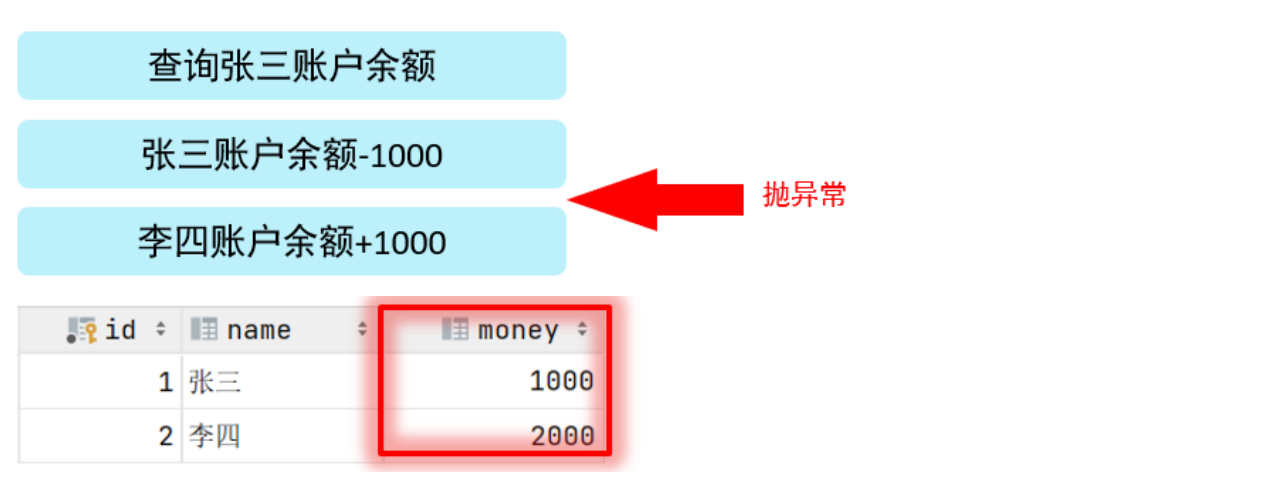 查询张三账户余额
张三账户余额-1000
抛异常
李四账户余额+1000
id name money
1 张三 1000
2 李四 2000